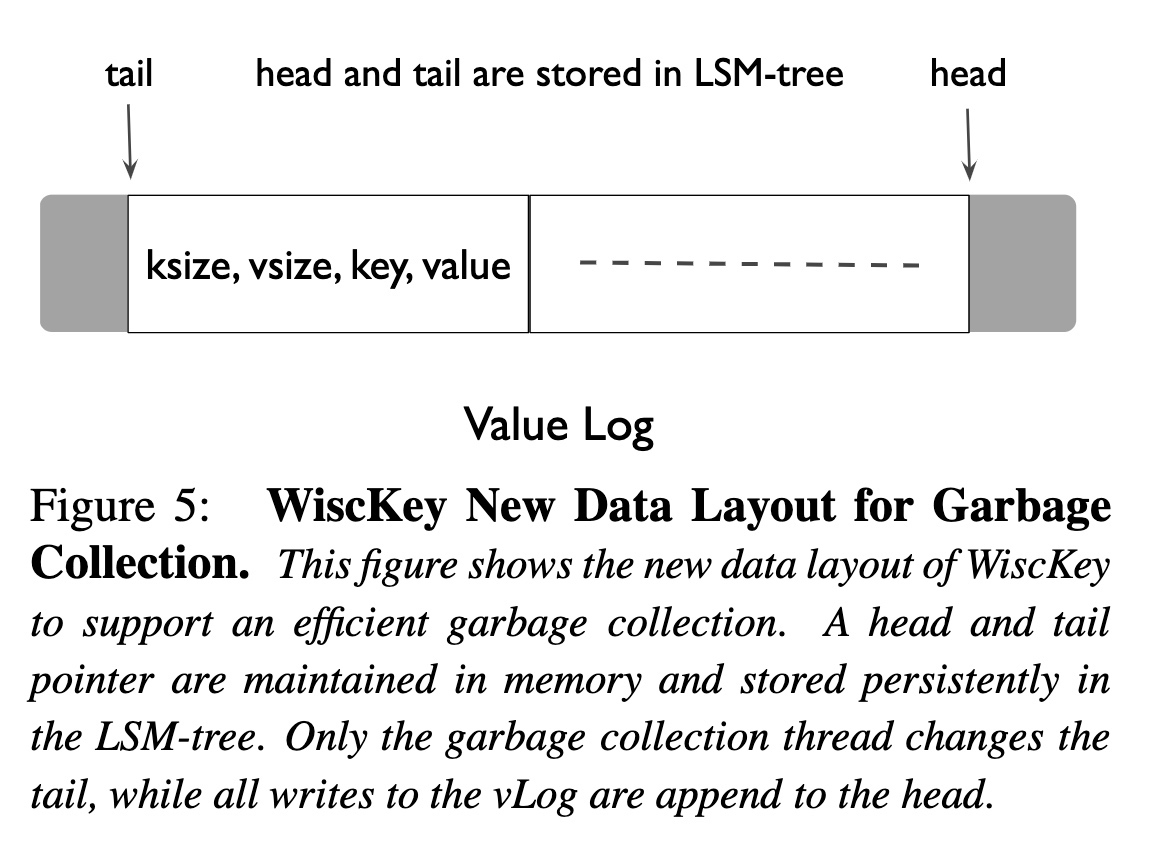 tail head and tail are stored in LSM-tree head
ksize, vsize, key, value
Value Log
Figure 5: WiscKey New Data Layout for Garbage
Collection. This figure shows the new data layout of WiscKey
to support an efficient garbage collection. A head and tail
pointer are maintained in memory and stored persistently in
the LSM-tree. Only the garbage collection thread changes the
tail, while all writes to the vLog are append to the head.